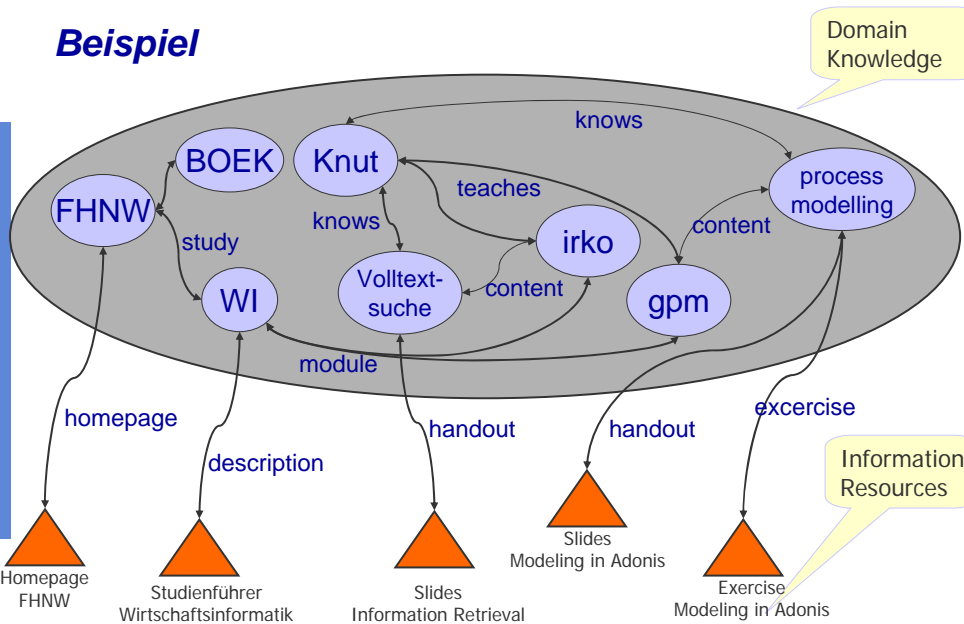 Beispiel
Domain
Knowledge
knows
BOEK
Knut
process
modelling
teaches
FHNW
knows
content
study
irko
Volltext-
suche
content
WI
gpm
module
homepage
excercise
handout
handout
description
Information
Resources
Slides
Modeling in Adonis
Homepage
FHNW
Studienführer
Wirtschaftsinformatik
Slides
Information Retrieval
Exercise
Modeling in Adonis